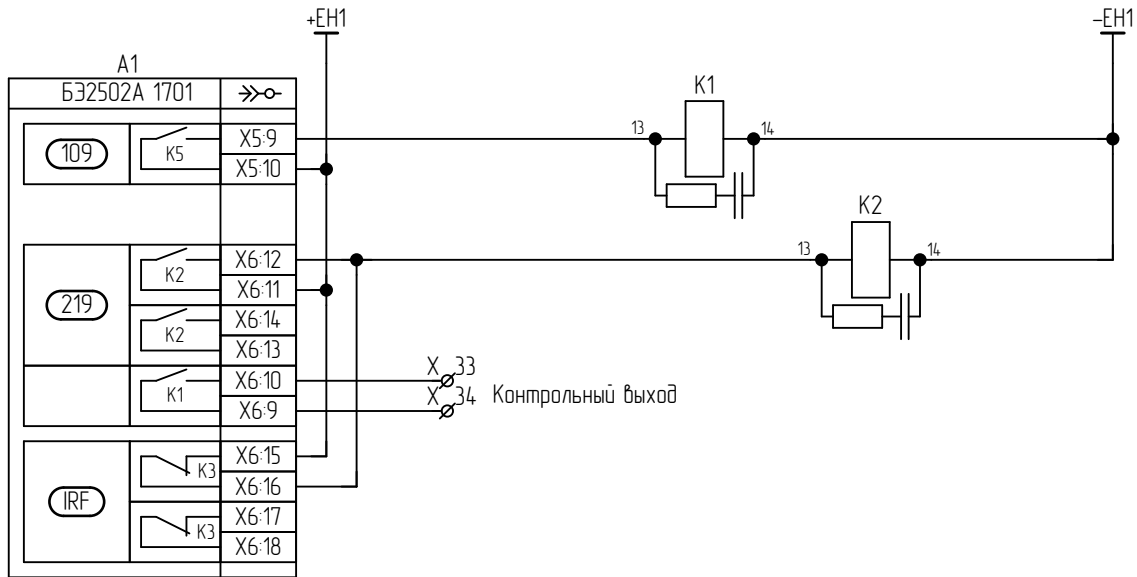 +EH1
–EH1
A1
БЭ2502А 1701
K1
109
K5
X5:9
X5:10
13
14
K2
219
K2
X6:12
X6:11
13
14
K2
X6:14
X6:13
K1
X6:10
X6:9
X 33
X 34
Контрольный выход
IRF
K3
X6:15
X6:16
K3
X6:17
X6:18